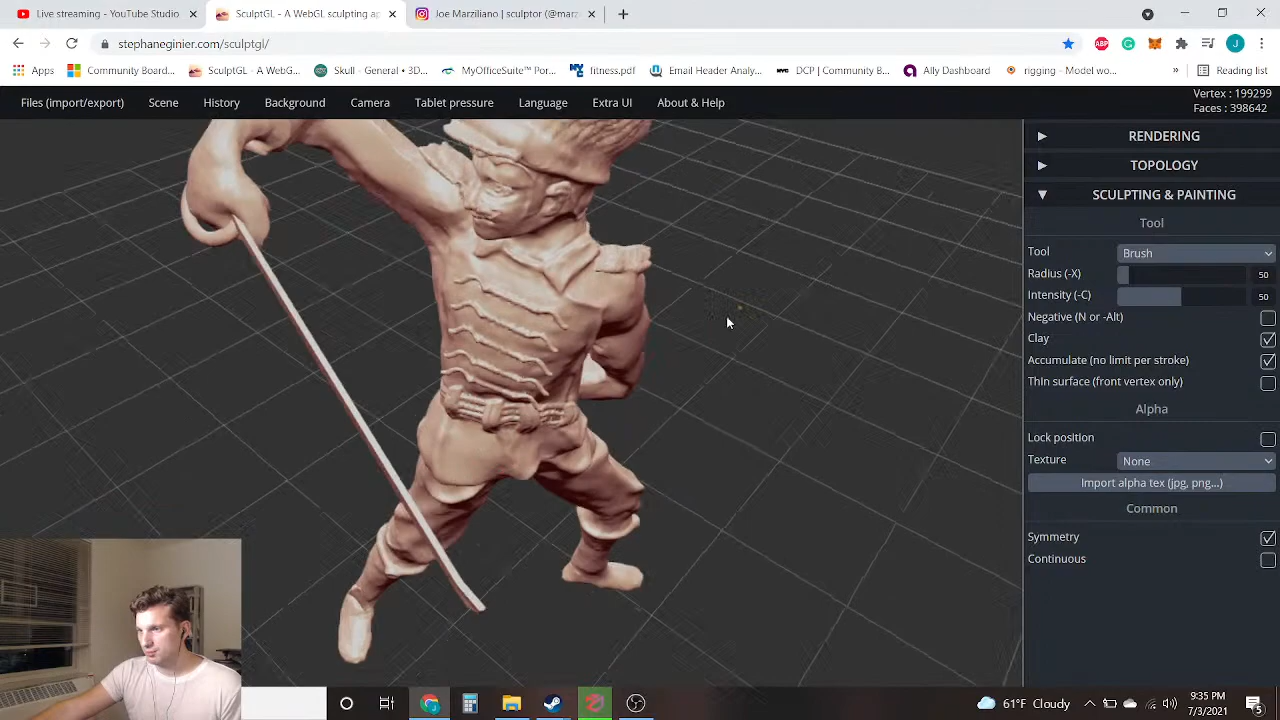 Live streaming - YouTube Studio
SculptGL - A WebGL sculpting ap
Joe Marziliano | sculptor (@marz
stephaneginier.com/sculptgl/
Apps
Community Board...
SculptGL - A WebG...
Skull - General • 3D...
MyOfficeSuite™ Por...
fitness.pdf
Email Header Analy...
DCP | Community B...
Ally Dashboard
rigging - Model wo...
»
Reading list
Files (import/export)
Scene
History
Background
Camera
Tablet pressure
Language
Extra UI
About & Help
Vertex : 199299
Faces : 398642
RENDERING
TOPOLOGY
SCULPTING & PAINTING
Tool
Tool
Brush
Radius (-X)
50
Intensity (-C)
50
Negative (N or -Alt)
Clay
Accumulate (no limit per stroke)
Thin surface (front vertex only)
Alpha
Lock position
Texture
None
Import alpha tex (jpg, png...)
Common
Symmetry
Continuous
61°F Cloudy
9:35 PM
7/3/2021